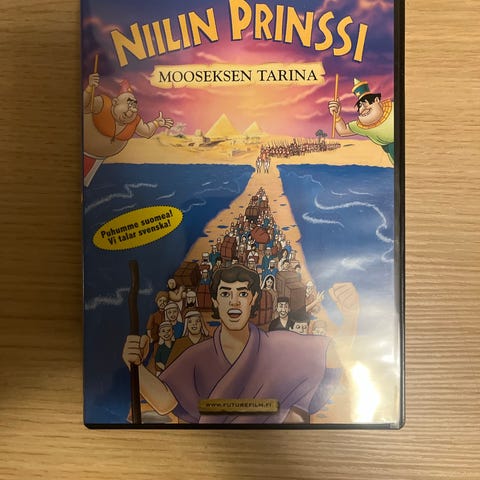 NIILIN PRINSSI
MOOSEKSEN TARINA
Puhumme suomea!
Vi talar svenska!
WWW.FUTUREFILM.FI